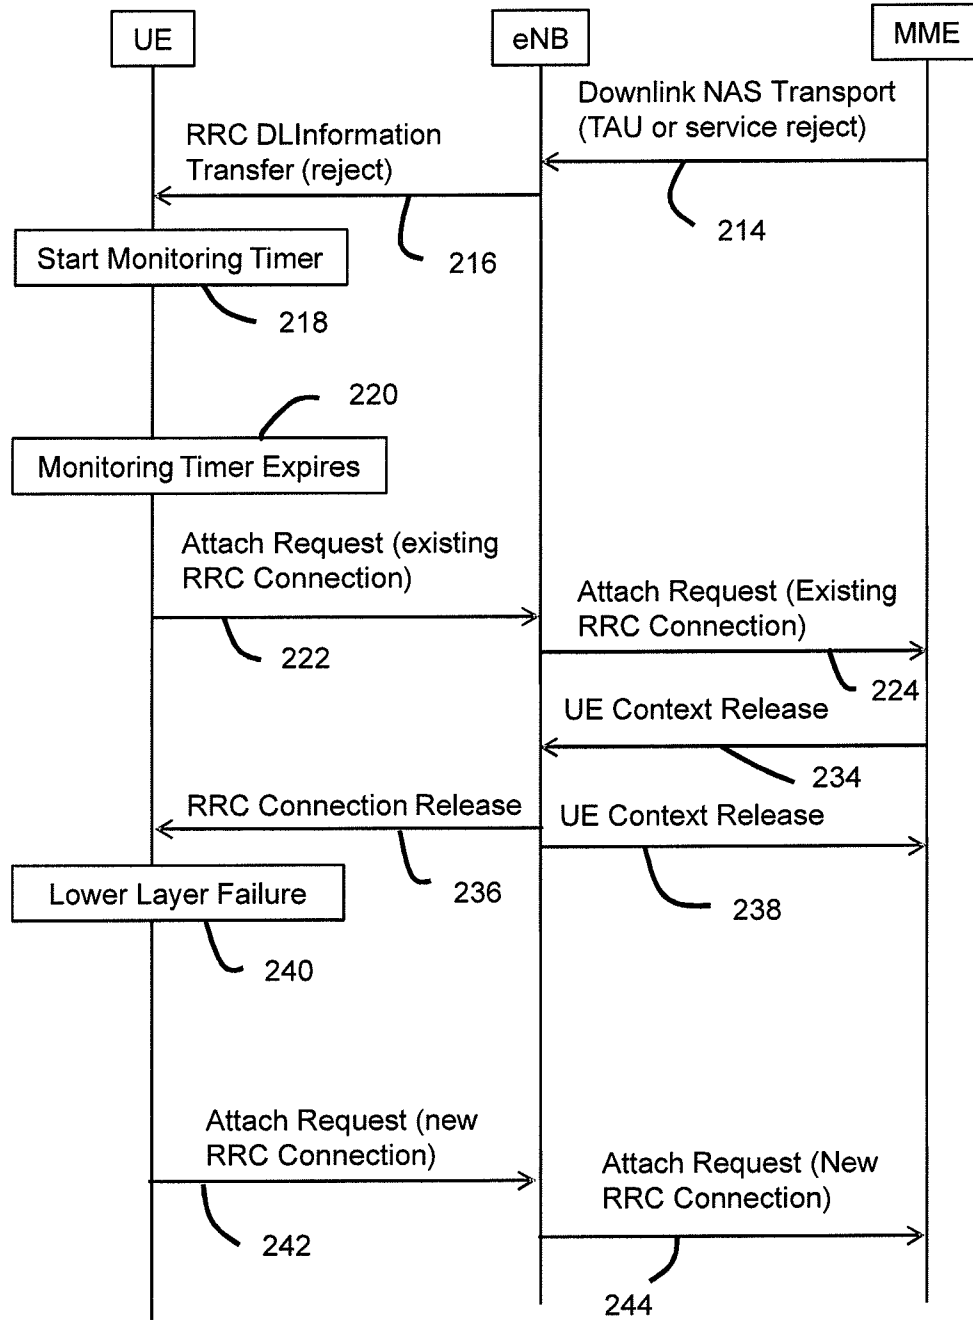 UE
eNB
MME
Downlink NAS Transport
(TAU or service reject)
RRC DLInformation
Transfer (reject)
214
216
Start Monitoring Timer
218
220
Monitoring Timer Expires
Attach Request (existing
RRC Connection)
222
Attach Request (Existing
RRC Connection)
224
UE Context Release
234
RRC Connection Release
UE Context Release
236
238
Lower Layer Failure
240
Attach Request (new
RRC Connection)
242
Attach Request (New
RRC Connection)
244